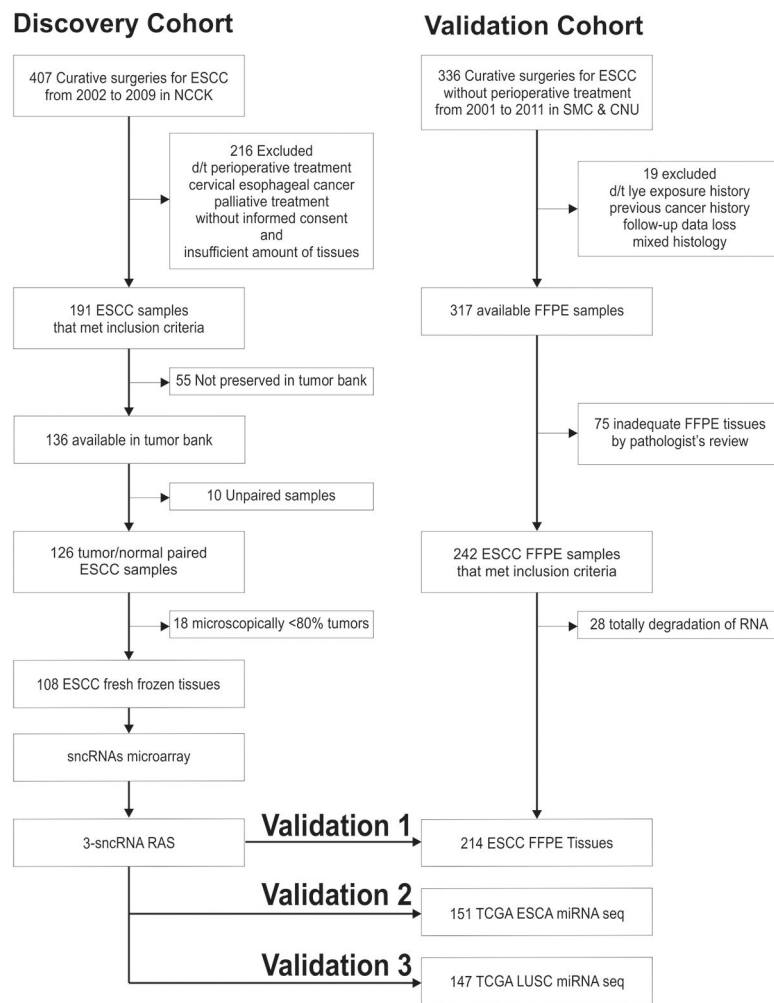 Discovery Cohort
407 Curative surgeries for ESCC
from 2002 to 2009 in NCCK
216 Excluded
d/t perioperative treatment
cervical esophageal cancer
palliative treatment
without informed consent
and
insufficient amount of tissues
191 ESCC samples
that met inclusion criteria
55 Not preserved in tumor bank
136 available in tumor bank
10 Unpaired samples
126 tumor/normal paired
ESCC samples
18 microscopically <80% tumors
108 ESCC fresh frozen tissues
sncRNAs microarray
3-sncRNA RAS
Validation Cohort
336 Curative surgeries for ESCC
without perioperative treatment
from 2001 to 2011 in SMC & CNU
19 excluded
d/t lye exposure history
previous cancer history
follow-up data loss
mixed histology
317 available FFPE samples
75 inadequate FFPE tissues
by pathologist's review
242 ESCC FFPE samples
that met inclusion criteria
28 totally degradation of RNA
Validation 1
214 ESCC FFPE Tissues
Validation 2
151 TCGA ESCA miRNA seq
Validation 3
147 TCGA LUSC miRNA seq